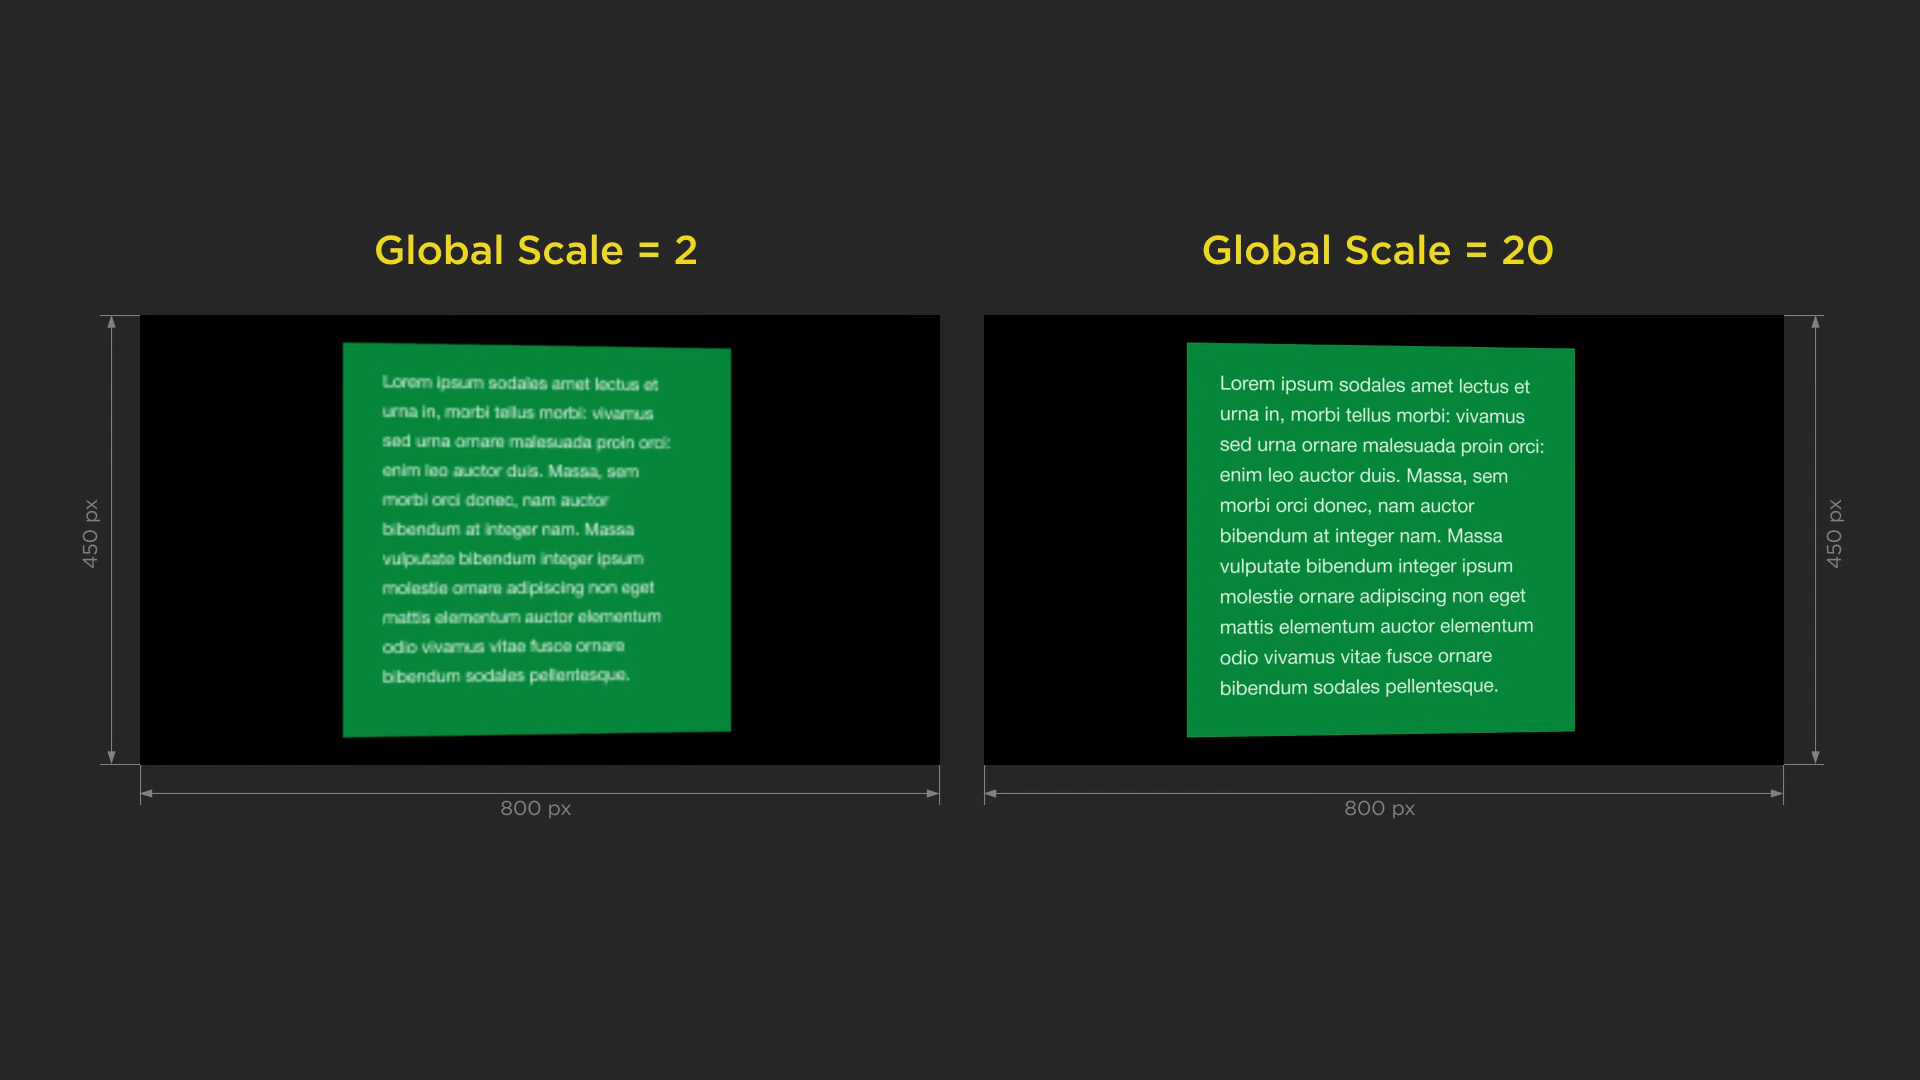 Global Scale = 2
450 px
Lorem ipsum sodales amet lectus et
urna in, morbi tellus morbi: vivamus
sed urna ornare malesuada proin orci:
enim leo auctor duis. Massa, sem
morbi orci donec, nam auctor
bibendum at integer nam. Massa
vulputate bibendum integer ipsum
molestie ornare adipiscing non eget
mattis elementum auctor elementum
odio vivamus vitae fusce ornare
bibendum sodales pellentesque.
800 px
Global Scale = 20
Lorem ipsum sodales amet lectus et
urna in, morbi tellus morbi: vivamus
sed urna ornare malesuada proin orci:
enim leo auctor duis. Massa, sem
morbi orci donec, nam auctor
bibendum at integer nam. Massa
vulputate bibendum integer ipsum
molestie ornare adipiscing non eget
mattis elementum auctor elementum
odio vivamus vitae fusce ornare
bibendum sodales pellentesque.
450 px
800 px